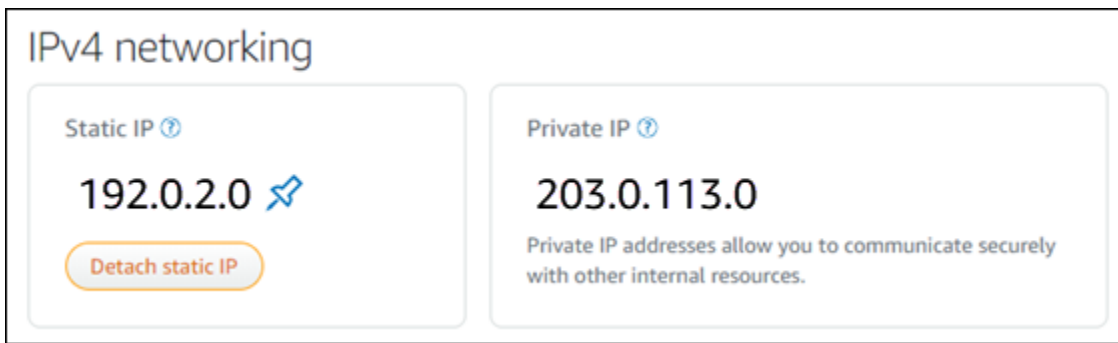 IPv4 networking
Static IP
192.0.2.0
Detach static IP
Private IP
203.0.113.0
Private IP addresses allow you to communicate securely
with other internal resources.